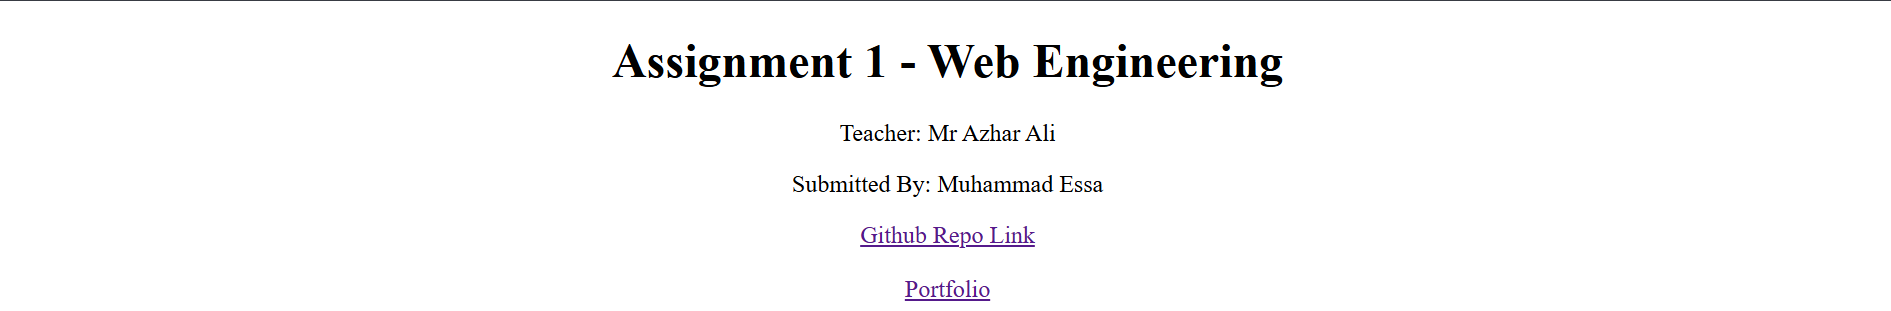 Assignment 1 - Web Engineering
Teacher: Mr Azhar Ali
Submitted By: Muhammad Essa
Github Repo Link
Portfolio